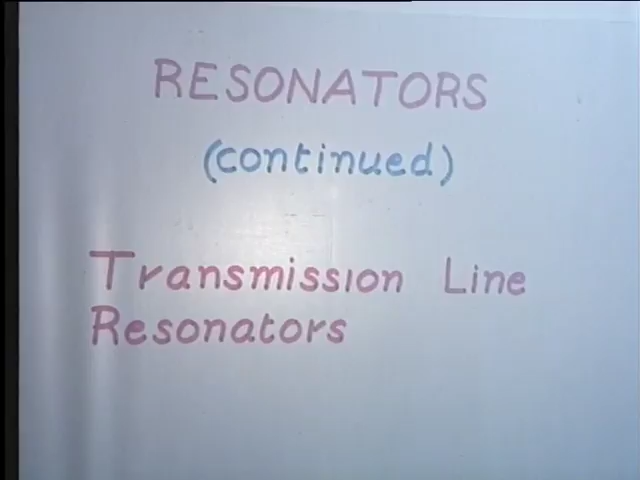 RESONATORS
(continued)
Transmission Line
Resonators